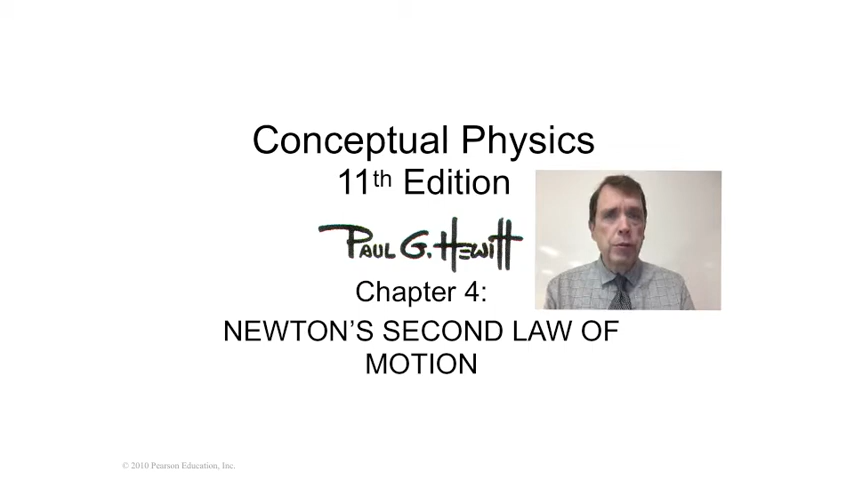 Conceptual Physics
11th Edition
PAUL G. HEWITT
Chapter 4:
NEWTON'S SECOND LAW OF
MOTION
© 2010 Pearson Education, Inc.